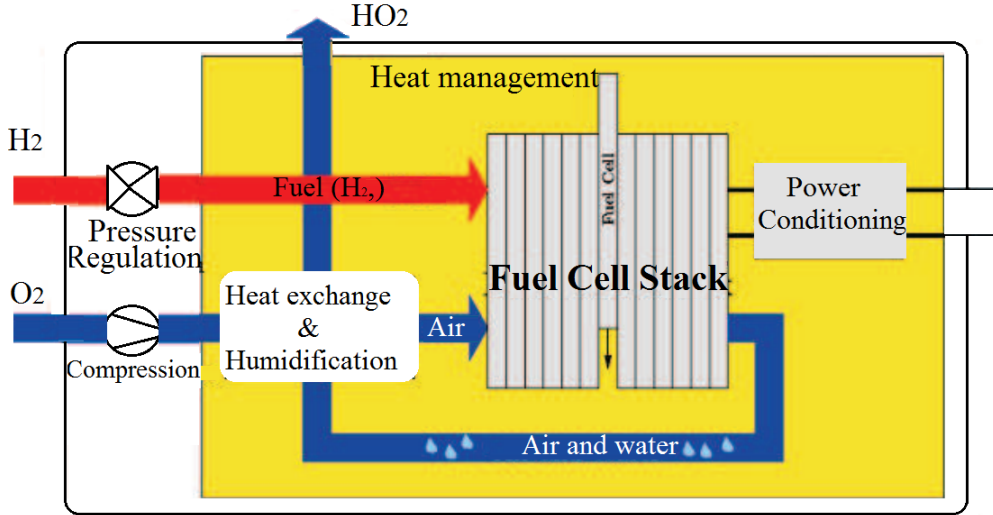 HO2
Heat management
H2
Fuel (H2,)
Fuel Cell
Power
Conditioning
Pressure
Regulation
Fuel Cell Stack
O2
Heat exchange
&
Humidification
Air
Compression
Air and water